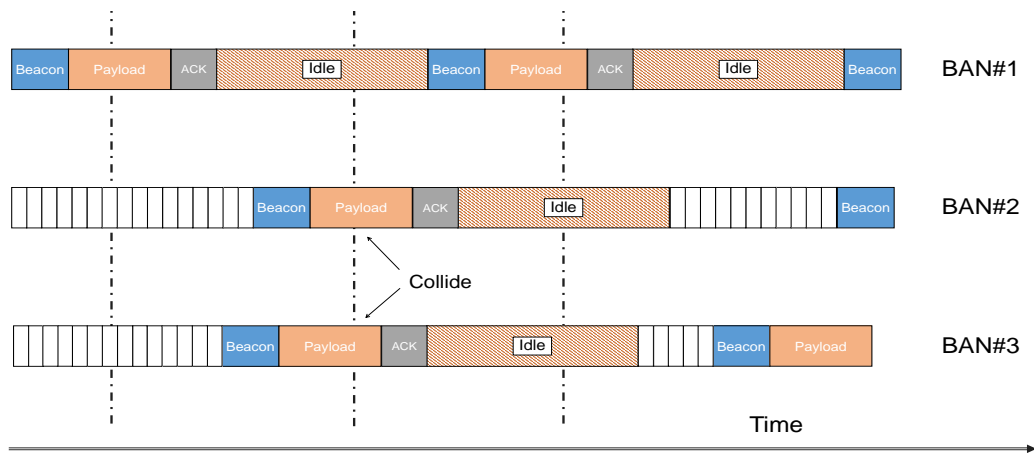 Beacon Payload ACK Idle Beacon Payload ACK Idle Beacon BAN#1
Beacon Payload ACK Idle Beacon BAN#2
Collide
Beacon Payload ACK Idle Beacon Payload BAN#3
Time